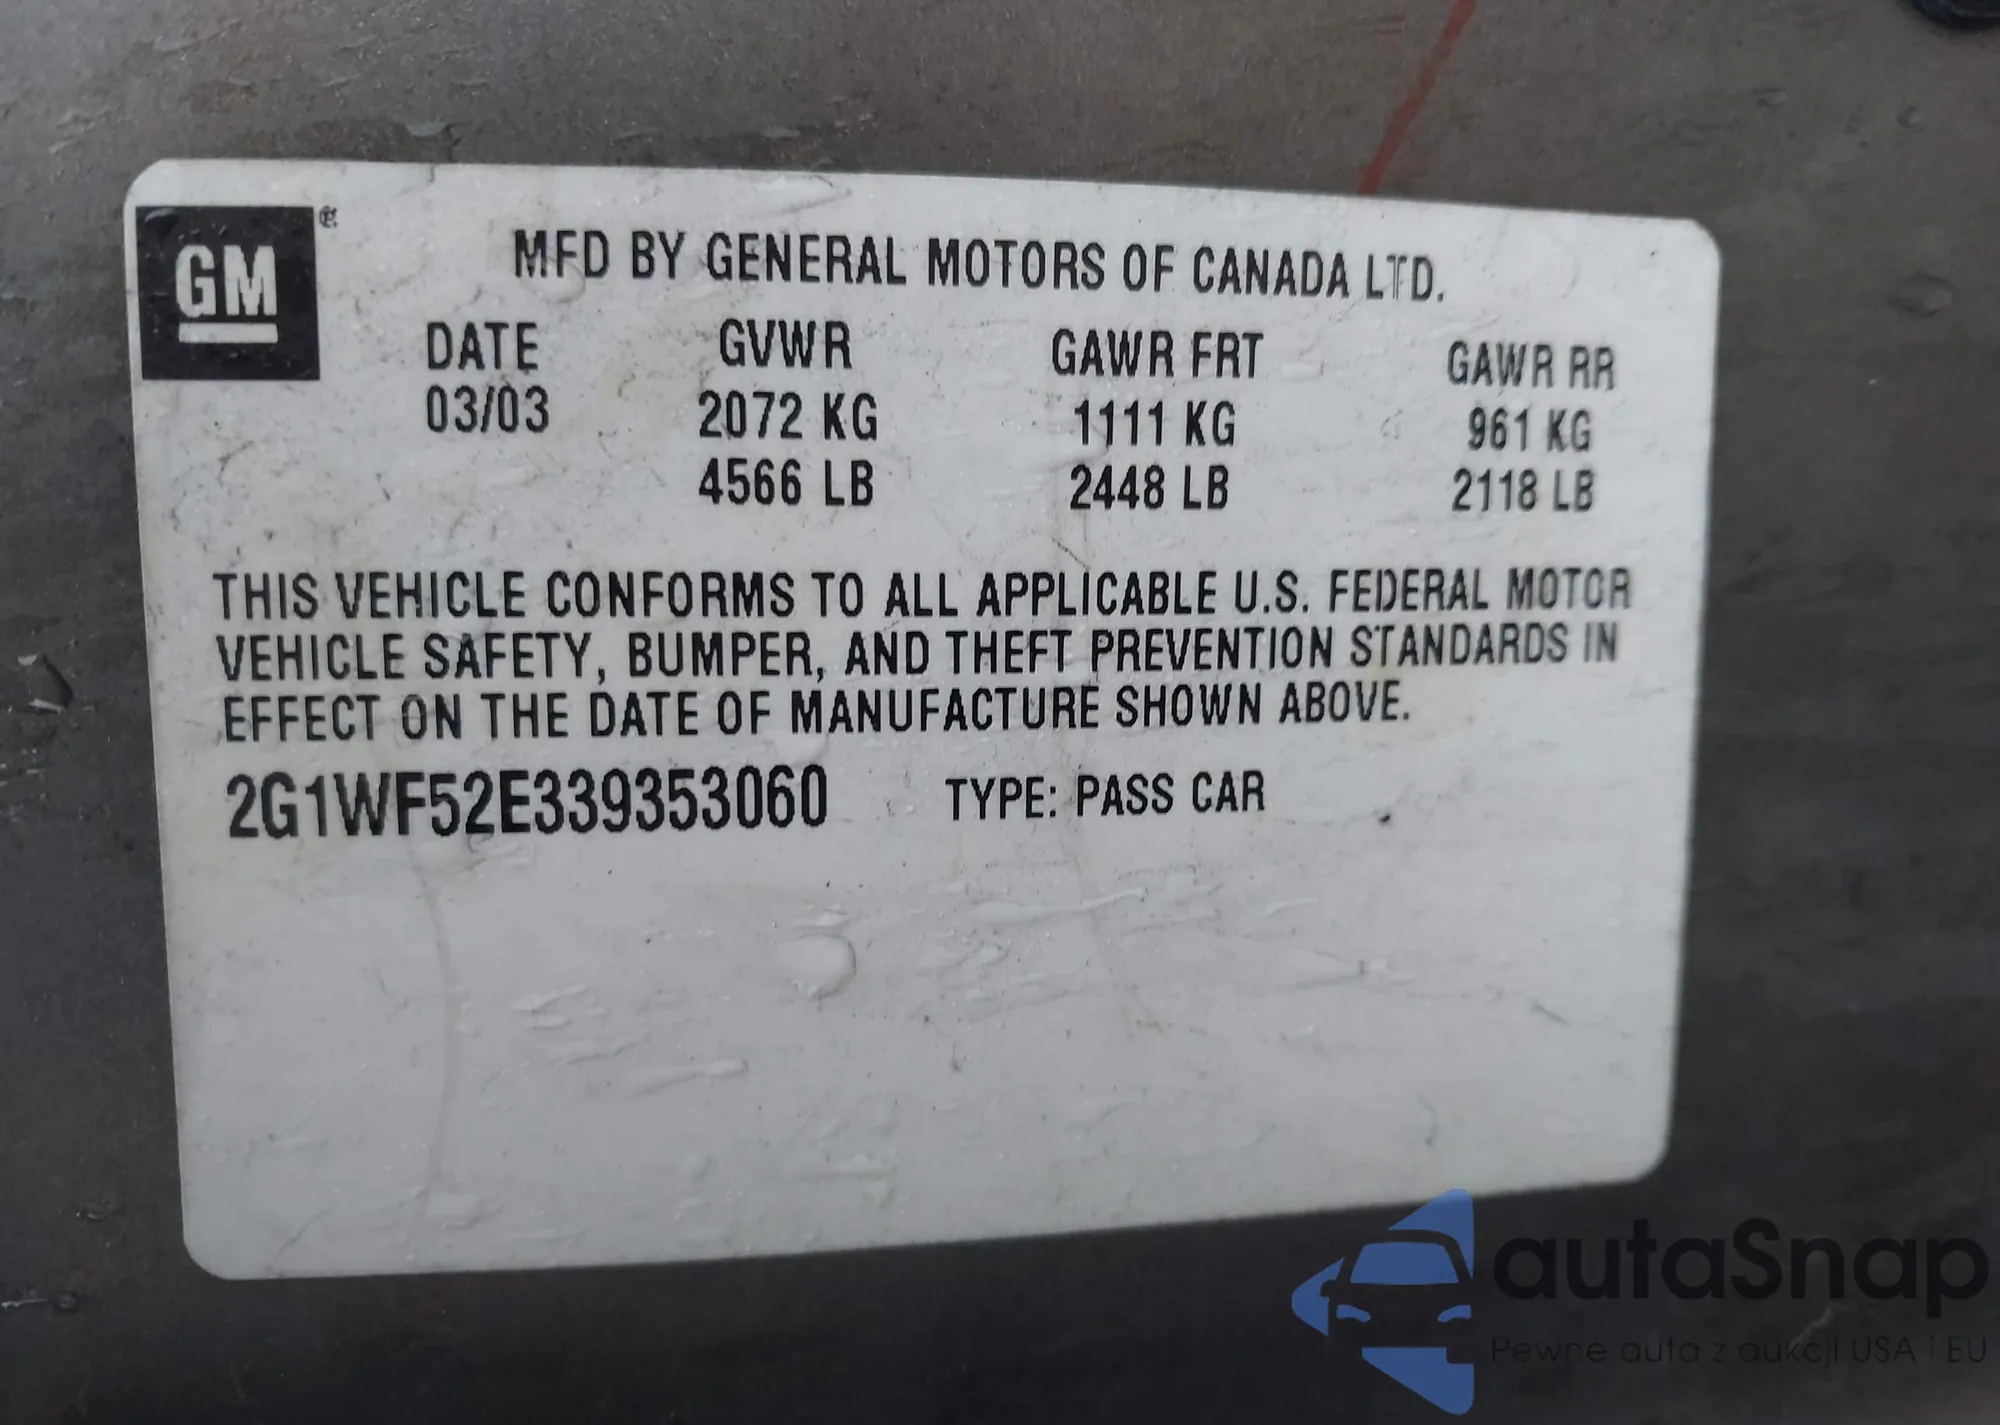 GM
MFD BY GENERAL MOTORS OF CANADA LTD.
DATE GVWR GAWR FRT GAWR RR
03/03 2072 KG 1111 KG 961 KG
4566 LB 2448 LB 2118 LB
THIS VEHICLE CONFORMS TO ALL APPLICABLE U.S. FEDERAL MOTOR
VEHICLE SAFETY, BUMPER, AND THEFT PREVENTION STANDARDS IN
EFFECT ON THE DATE OF MANUFACTURE SHOWN ABOVE.
2G1WF52E339353060 TYPE: PASS CAR
autaSnap
Pewne auta z aukcji USA i EU